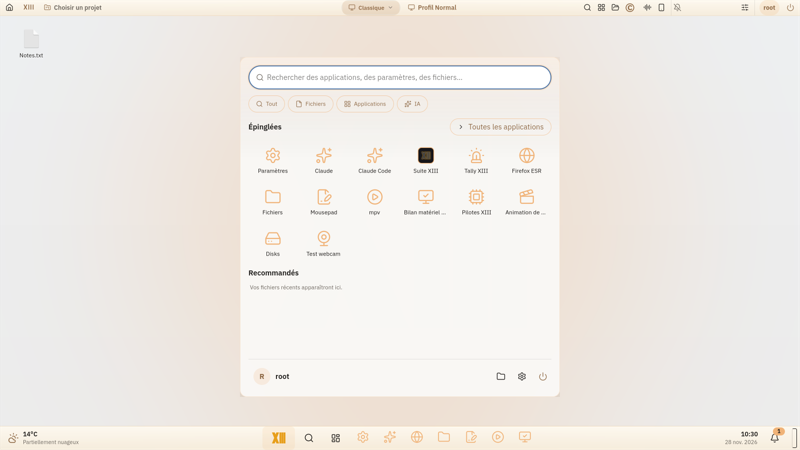 XIII
Choisir un projet
Classique
Profil Normal
root
Notes.txt
Rechercher des applications, des paramètres, des fichiers...
Tout
Fichiers
Applications
IA
Épinglées
Toutes les applications
Paramètres
Claude
Claude Code
Suite XIII
Tally XIII
Firefox ESR
Fichiers
Mousepad
mpv
Bilan matériel ...
Pilotes XIII
Animation de ...
Disks
Test webcam
Recommandés
Vos fichiers récents apparaîtront ici.
R
root
14°C
Partiellement nuageux
XIII
10:30
28 nov. 2026
1